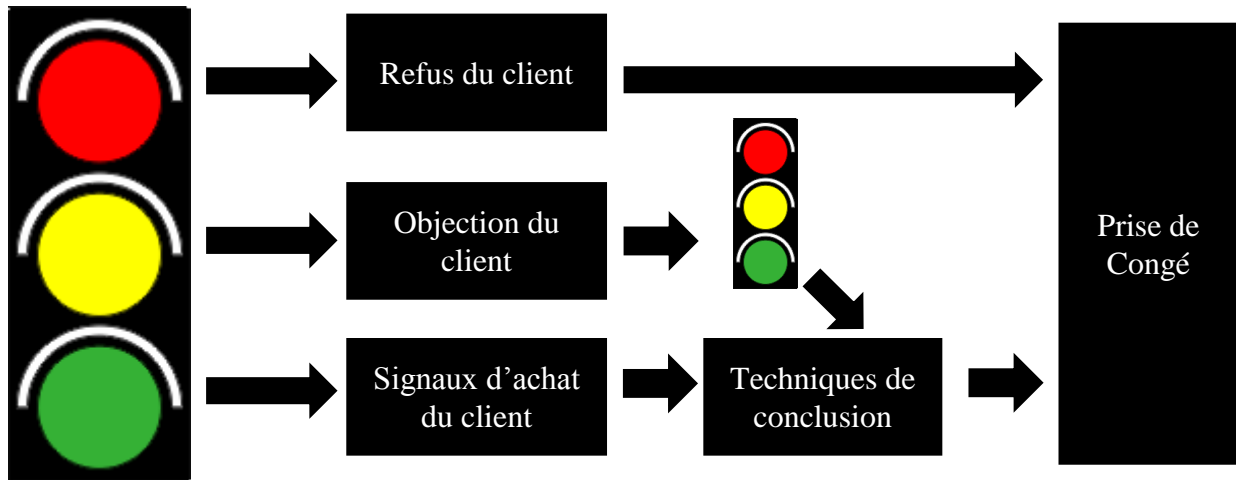 Refus du client
Objection du
client
Signaux d’achat
du client
Techniques de
conclusion
Prise de
Congé